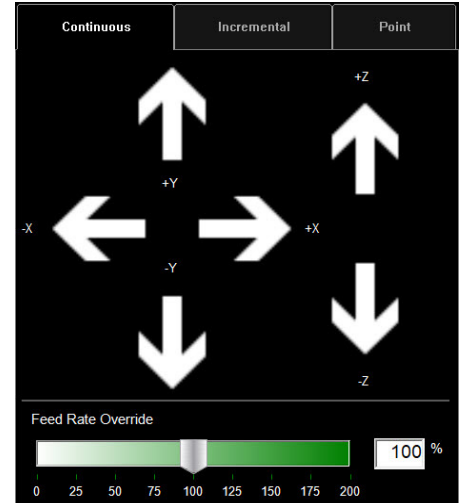 Continuous Incremental Point
+Z
+Y
-X +X
-Y
-Z
Feed Rate Override
100 %
0 25 50 75 100 125 150 175 200